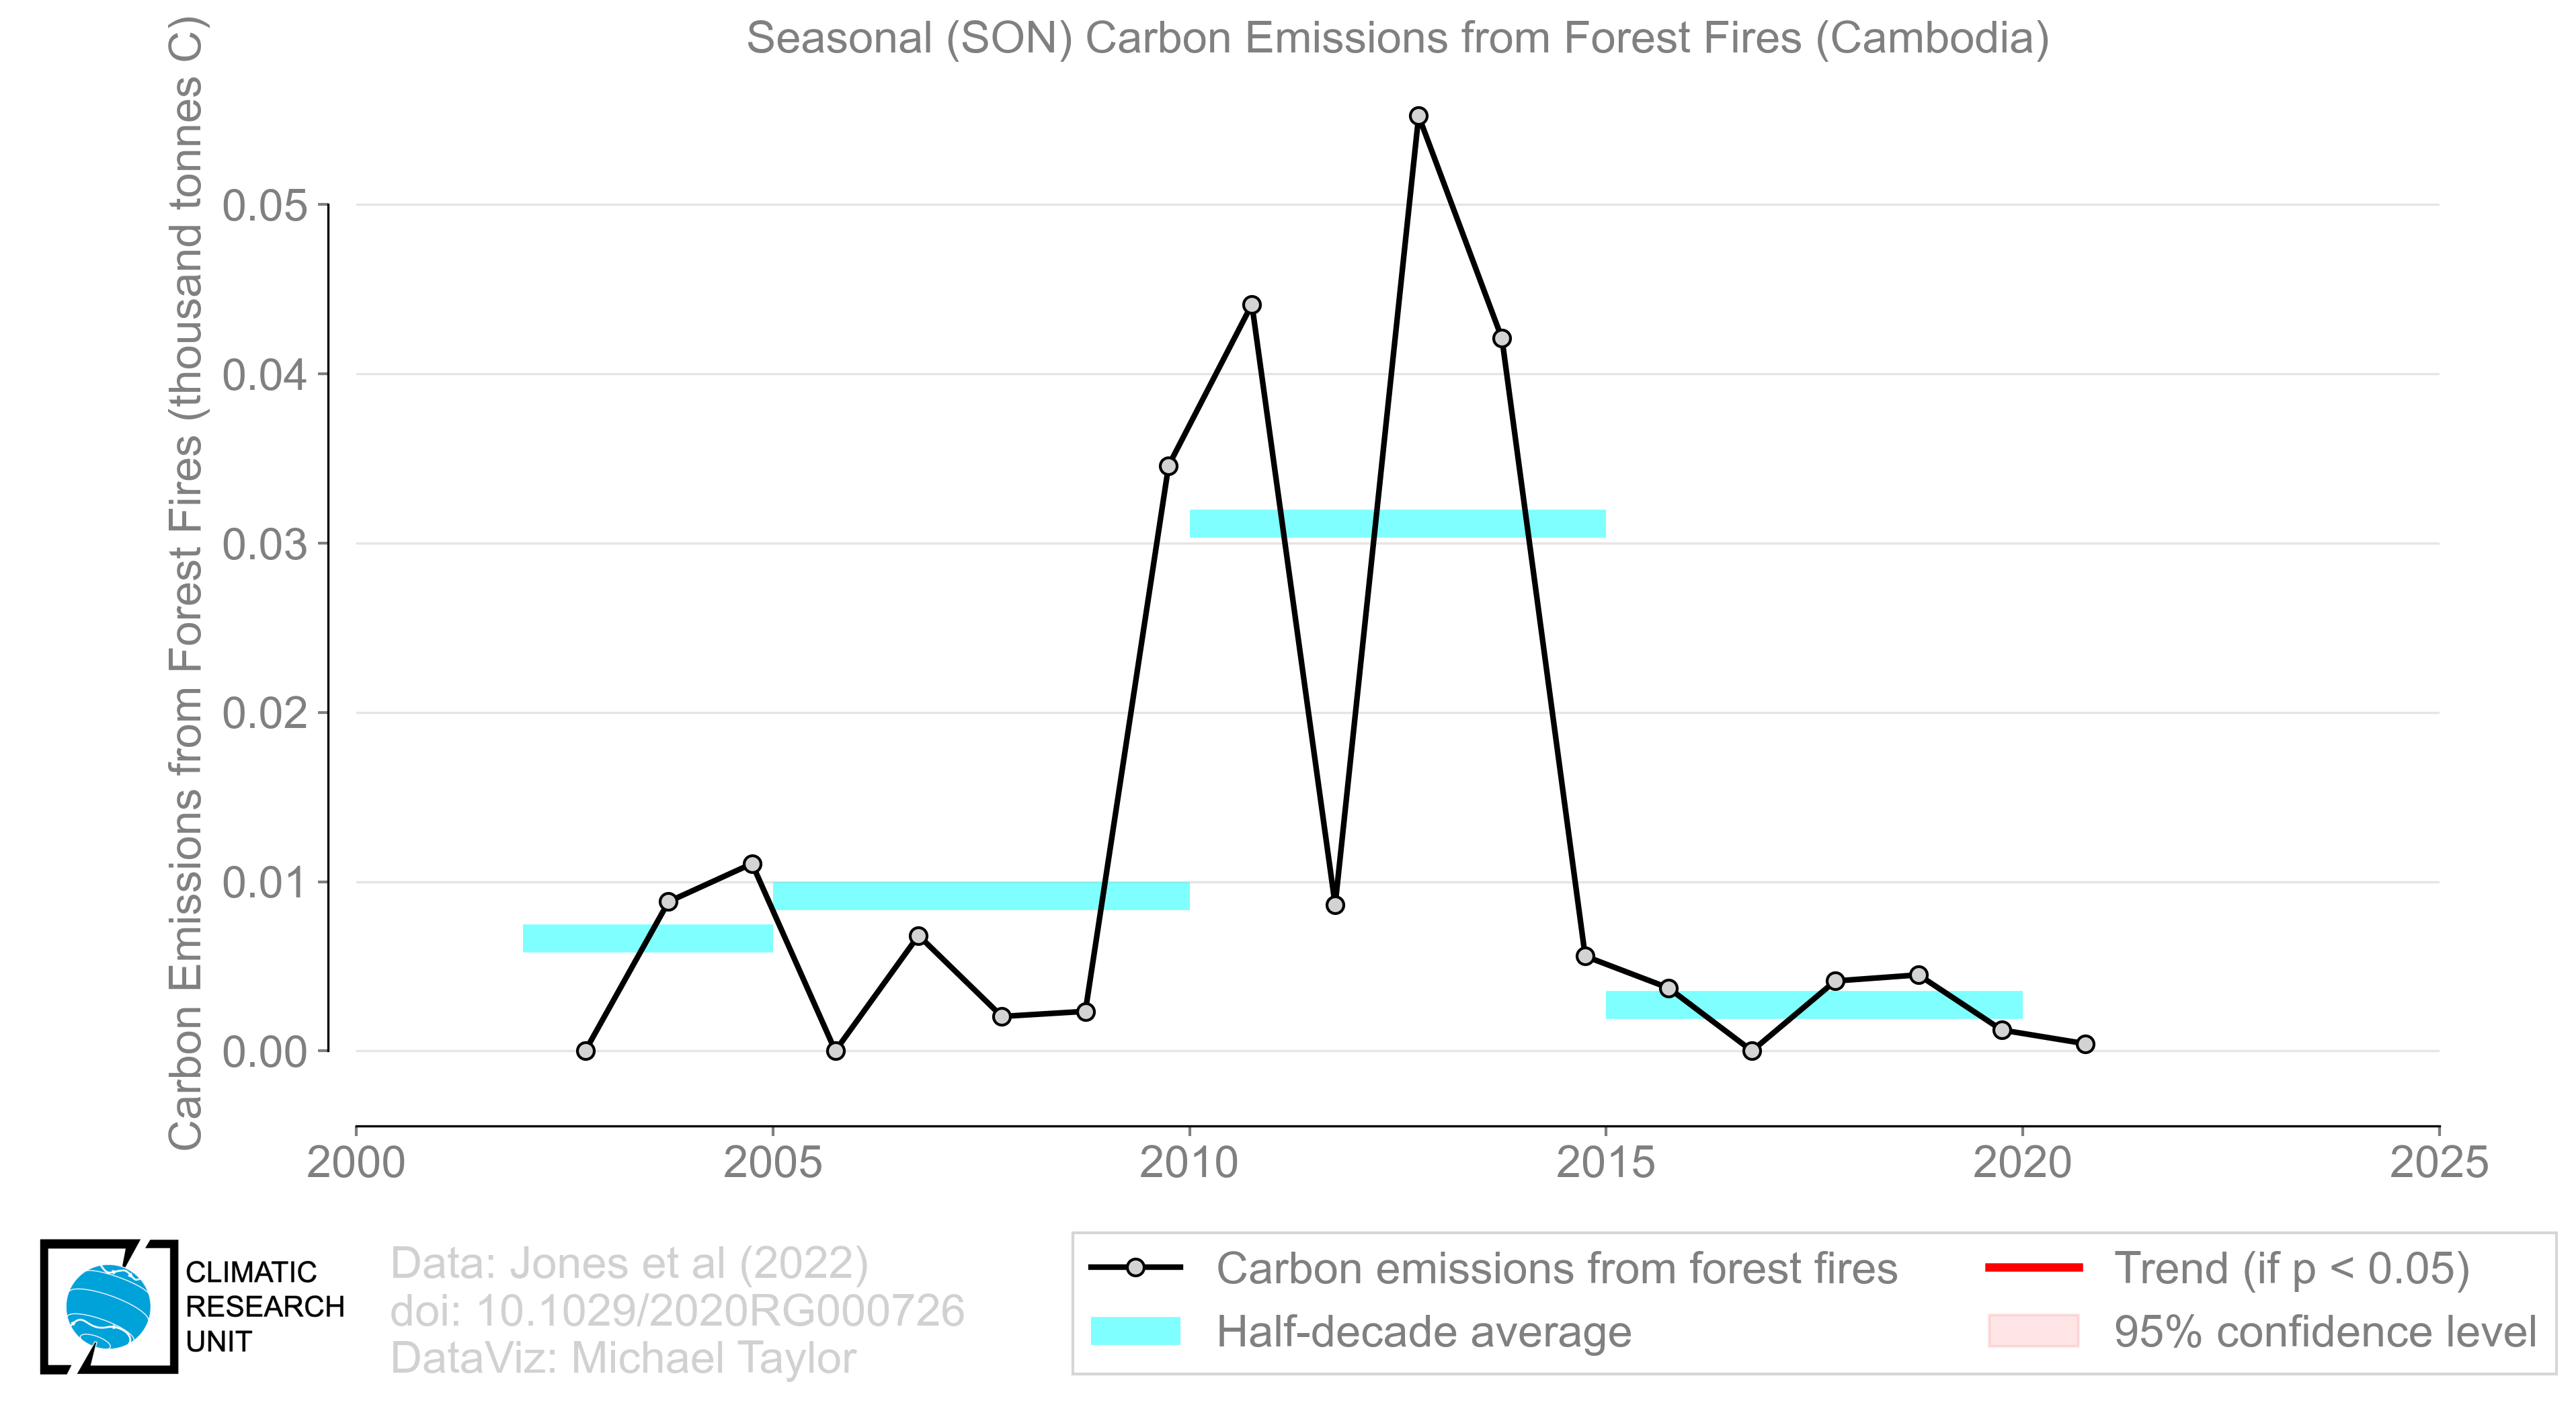 Seasonal (SON) Carbon Emissions from Forest Fires (Cambodia)
Carbon Emissions from Forest Fires (thousand tonnes C)
0.05
0.04
0.03
0.02
0.01
0.00
2000 2005 2010 2015 2020 2025
CLIMATIC
RESEARCH
UNIT
Data: Jones et al (2022)
doi: 10.1029/2020RG000726
DataViz: Michael Taylor
Carbon emissions from forest fires
Half-decade average
Trend (if p < 0.05)
95% confidence level